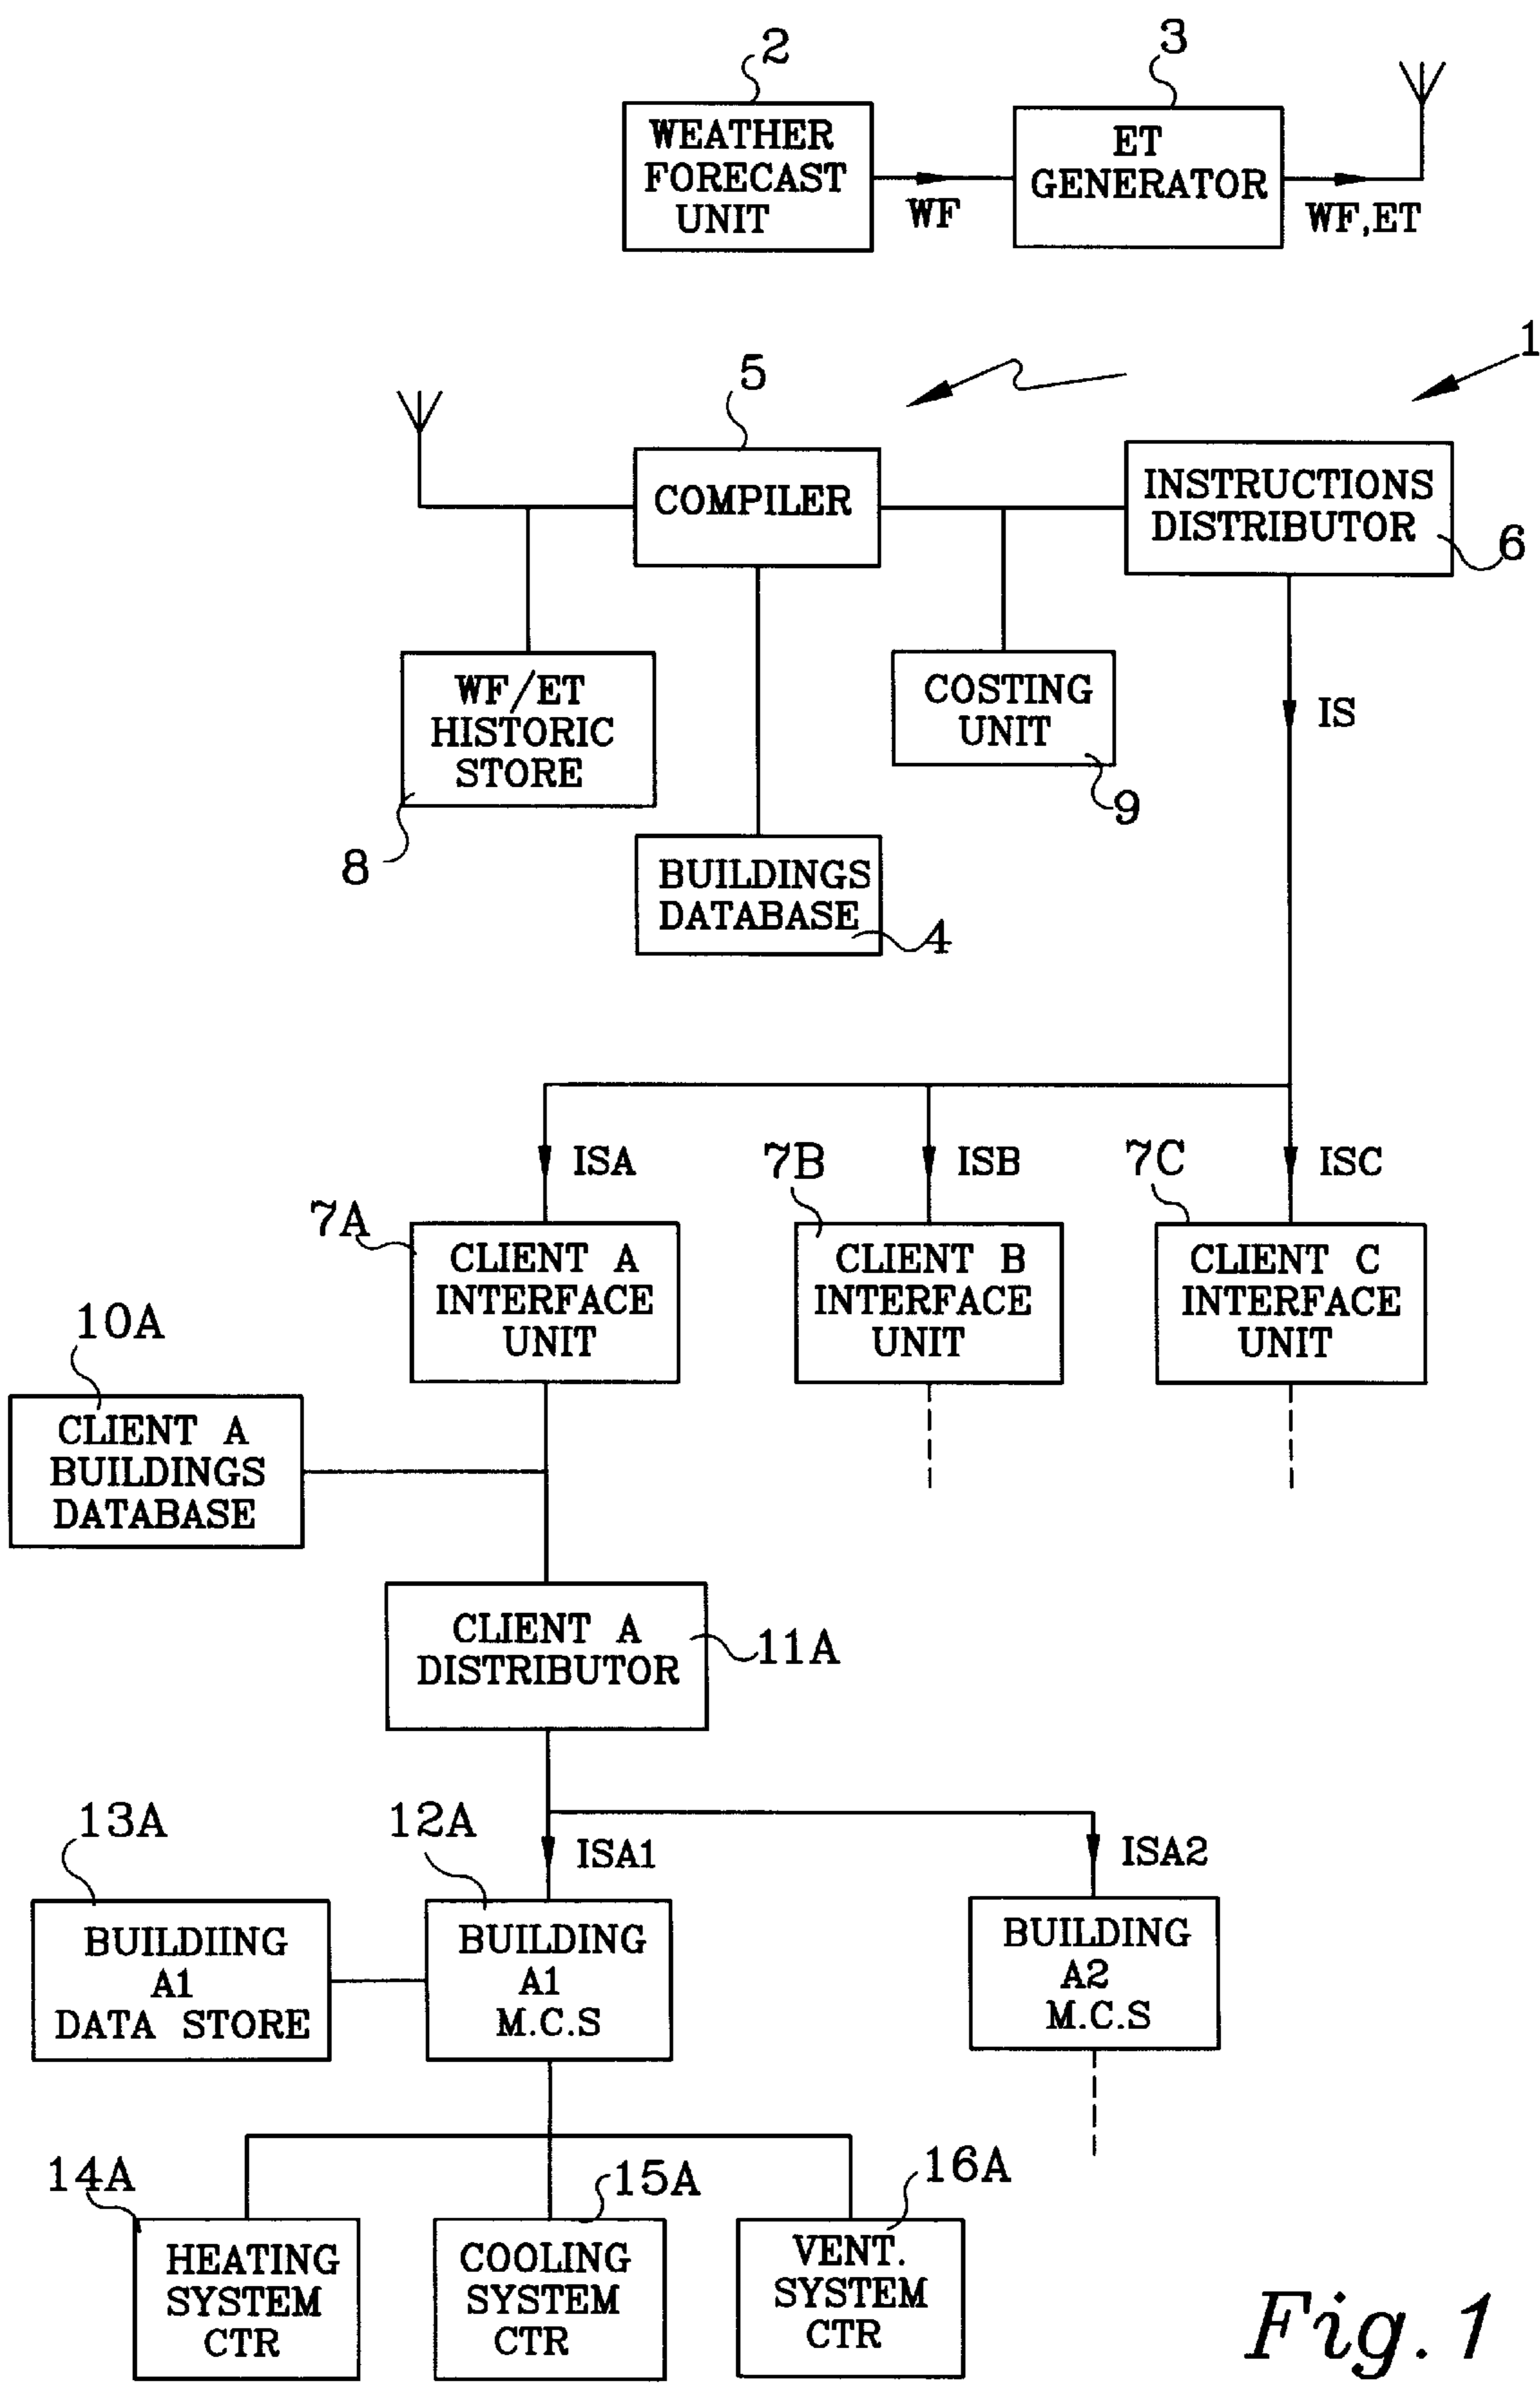 2
3
WEATHER
FORECAST
UNIT
WF
ET
GENERATOR
WF,ET
1
5
COMPILER
INSTRUCTIONS
DISTRIBUTOR
6
WF/ET
HISTORIC
STORE
8
COSTING
UNIT
9
IS
BUILDINGS
DATABASE
4
ISA
ISB
ISC
7A
CLIENT A
INTERFACE
UNIT
7B
CLIENT B
INTERFACE
UNIT
7C
CLIENT C
INTERFACE
UNIT
10A
CLIENT A
BUILDINGS
DATABASE
CLIENT A
DISTRIBUTOR
11A
13A
12A
ISA1
ISA2
BUILDIING
A1
DATA STORE
BUILDING
A1
M.C.S
BUILDING
A2
M.C.S
14A
15A
16A
HEATING
SYSTEM
CTR
COOLING
SYSTEM
CTR
VENT.
SYSTEM
CTR
Fig. 1